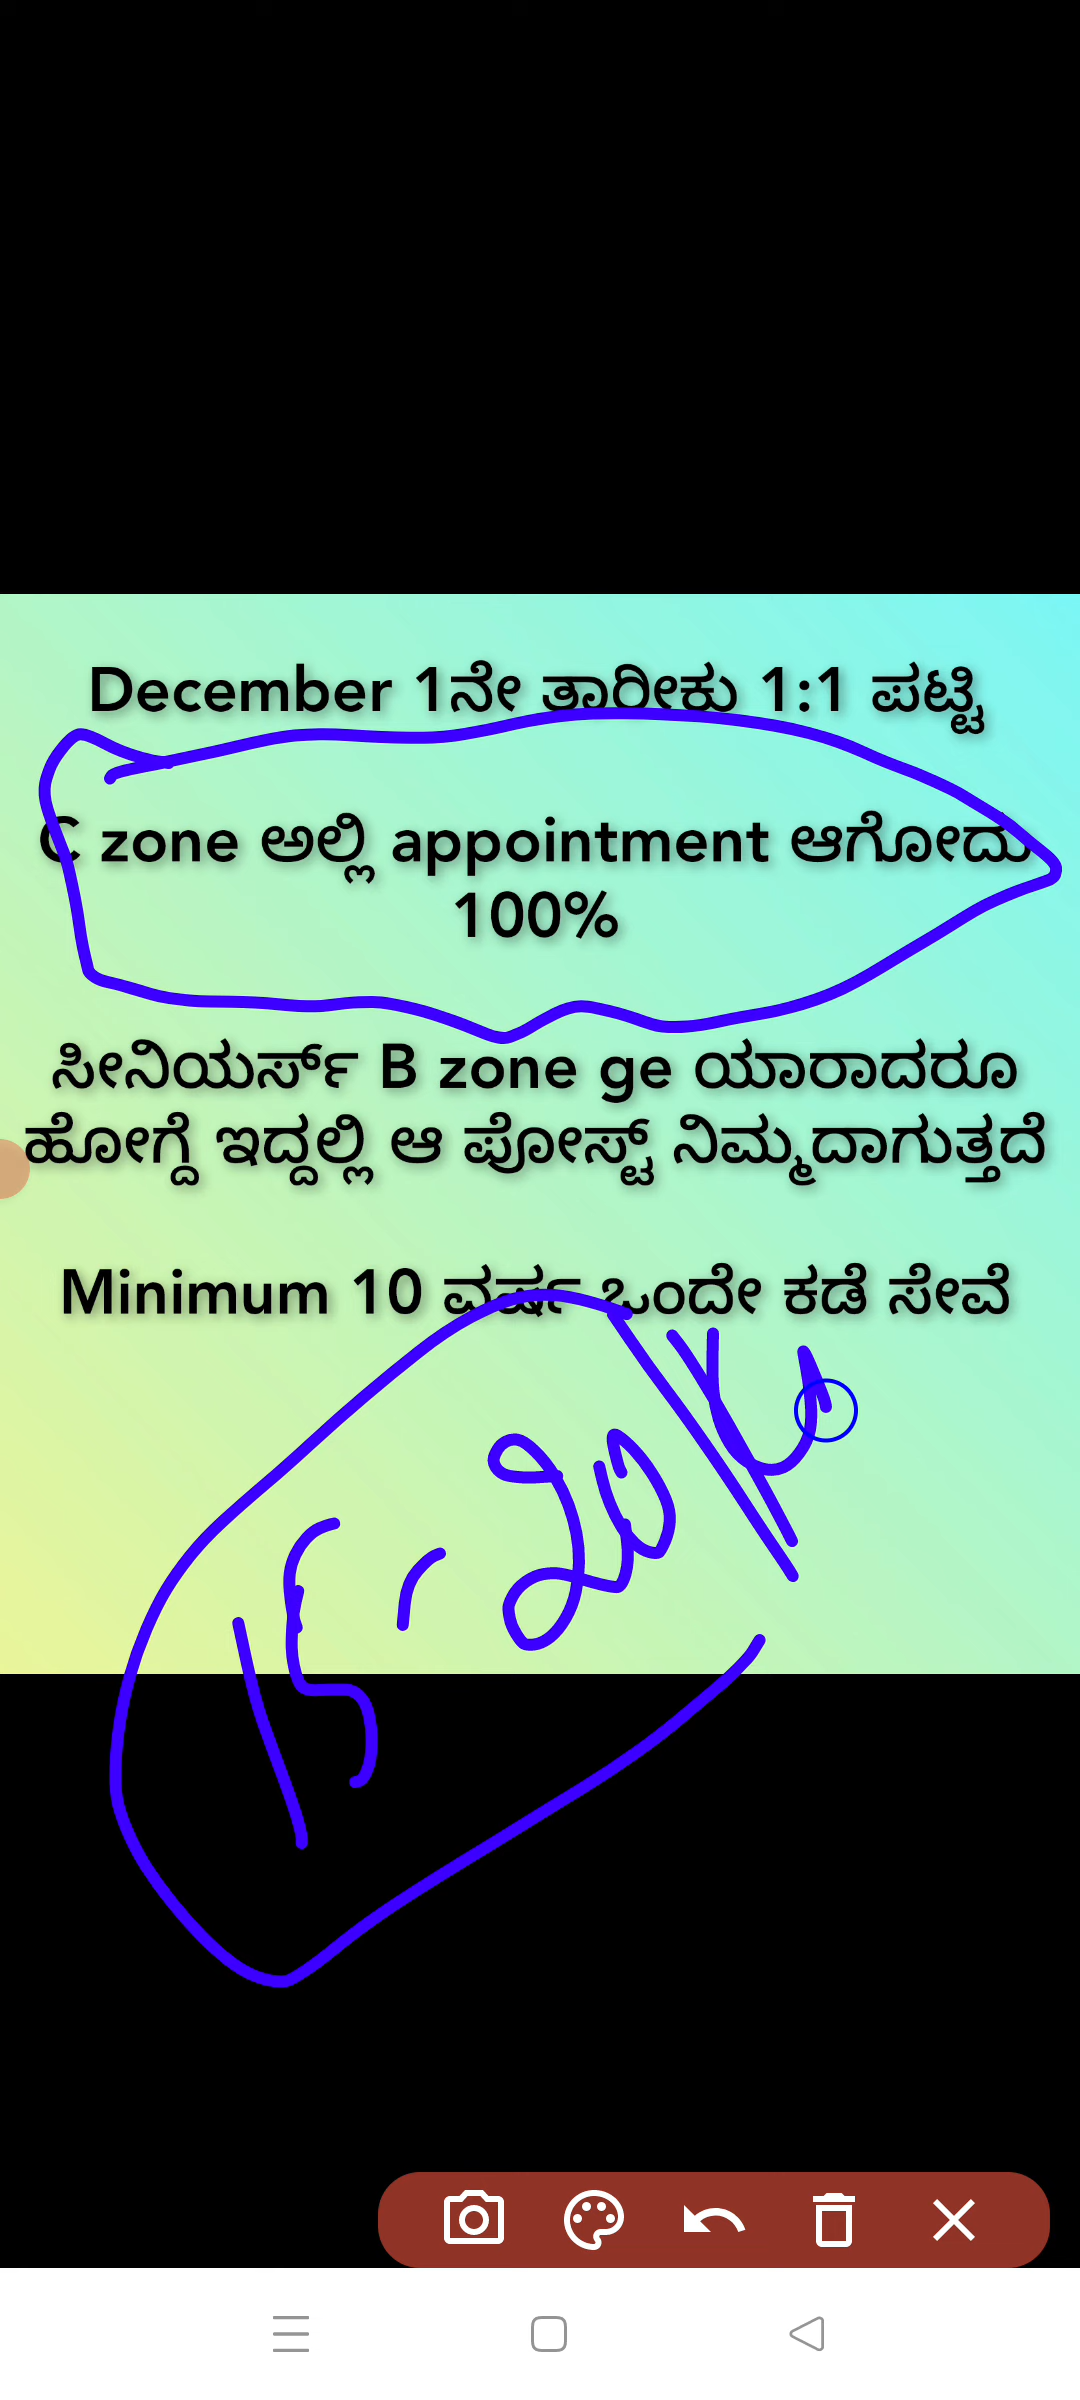 December 1ನೇ ತಾರೀಕು 1:1 ಪಟ್ಟಿ
C zone ಅಲ್ಲಿ appointment ಆಗೋದು
100%
ಸೀನಿಯರ್ಸ್ B zone ge ಯಾರಾದರೂ
ಹೋಗ್ದೆ ಇದ್ದಲ್ಲಿ ಆ ಪೋಸ್ಟ್ ನಿಮ್ಮದಾಗುತ್ತದೆ
Minimum 10 ವರ್ಷ ಒಂದೇ ಕಡೆ ಸೇವೆ
15-20